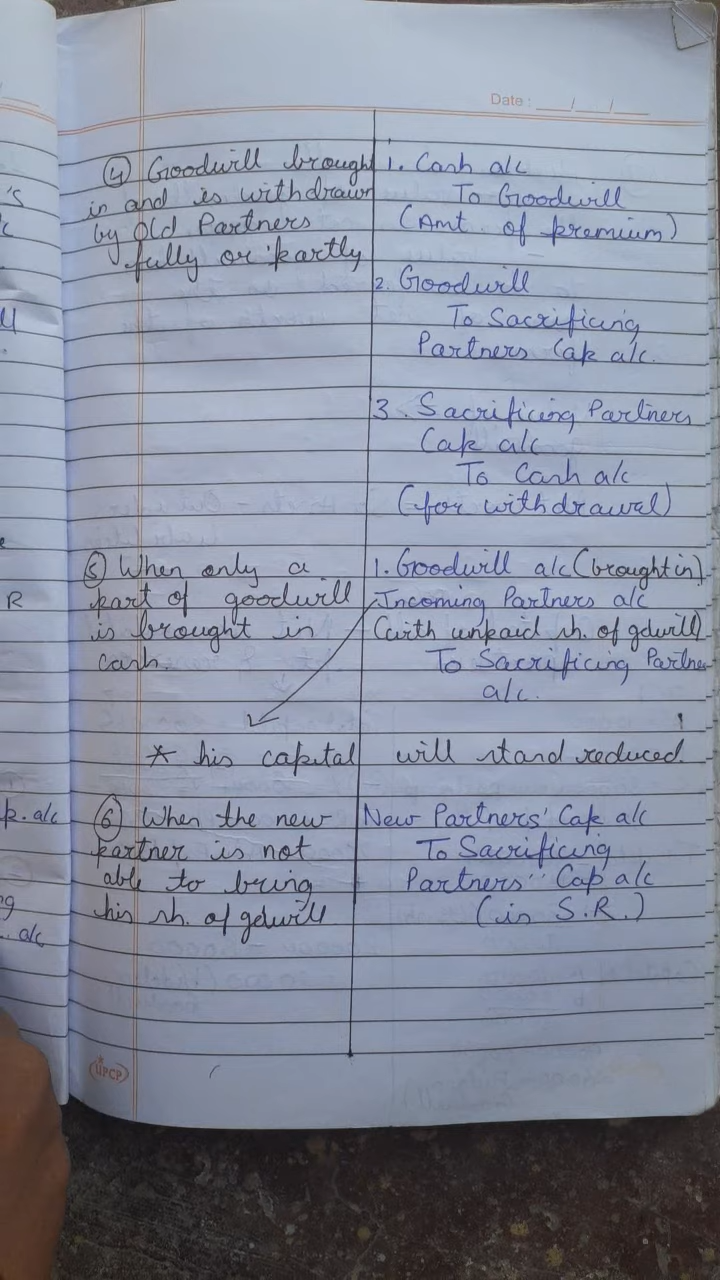 Date : ___/___/___
④ Goodwill brought
in and is withdrawn
by Old Partners
fully or partly
1. Cash a/c
To Goodwill
(Amt. of premium)
2. Goodwill
To Sacrificing
Partners Cap a/c.
3. Sacrificing Partners
Cap a/c
To Cash a/c
(for withdrawal)
⑤ When only a
part of goodwill
is brought in
cash.
1. Goodwill a/c (brought in)
Incoming Partners a/c
(with unpaid sh. of gdwill)
To Sacrificing Partne
a/c.
* his capital will stand reduced
⑥ When the new
partner is not
able to bring
his sh. of gdwill
New Partners' Cap a/c
To Sacrificing
Partners'' Cap a/c
(in S.R.)
UPCP
's
R
p. a/c
. a/c